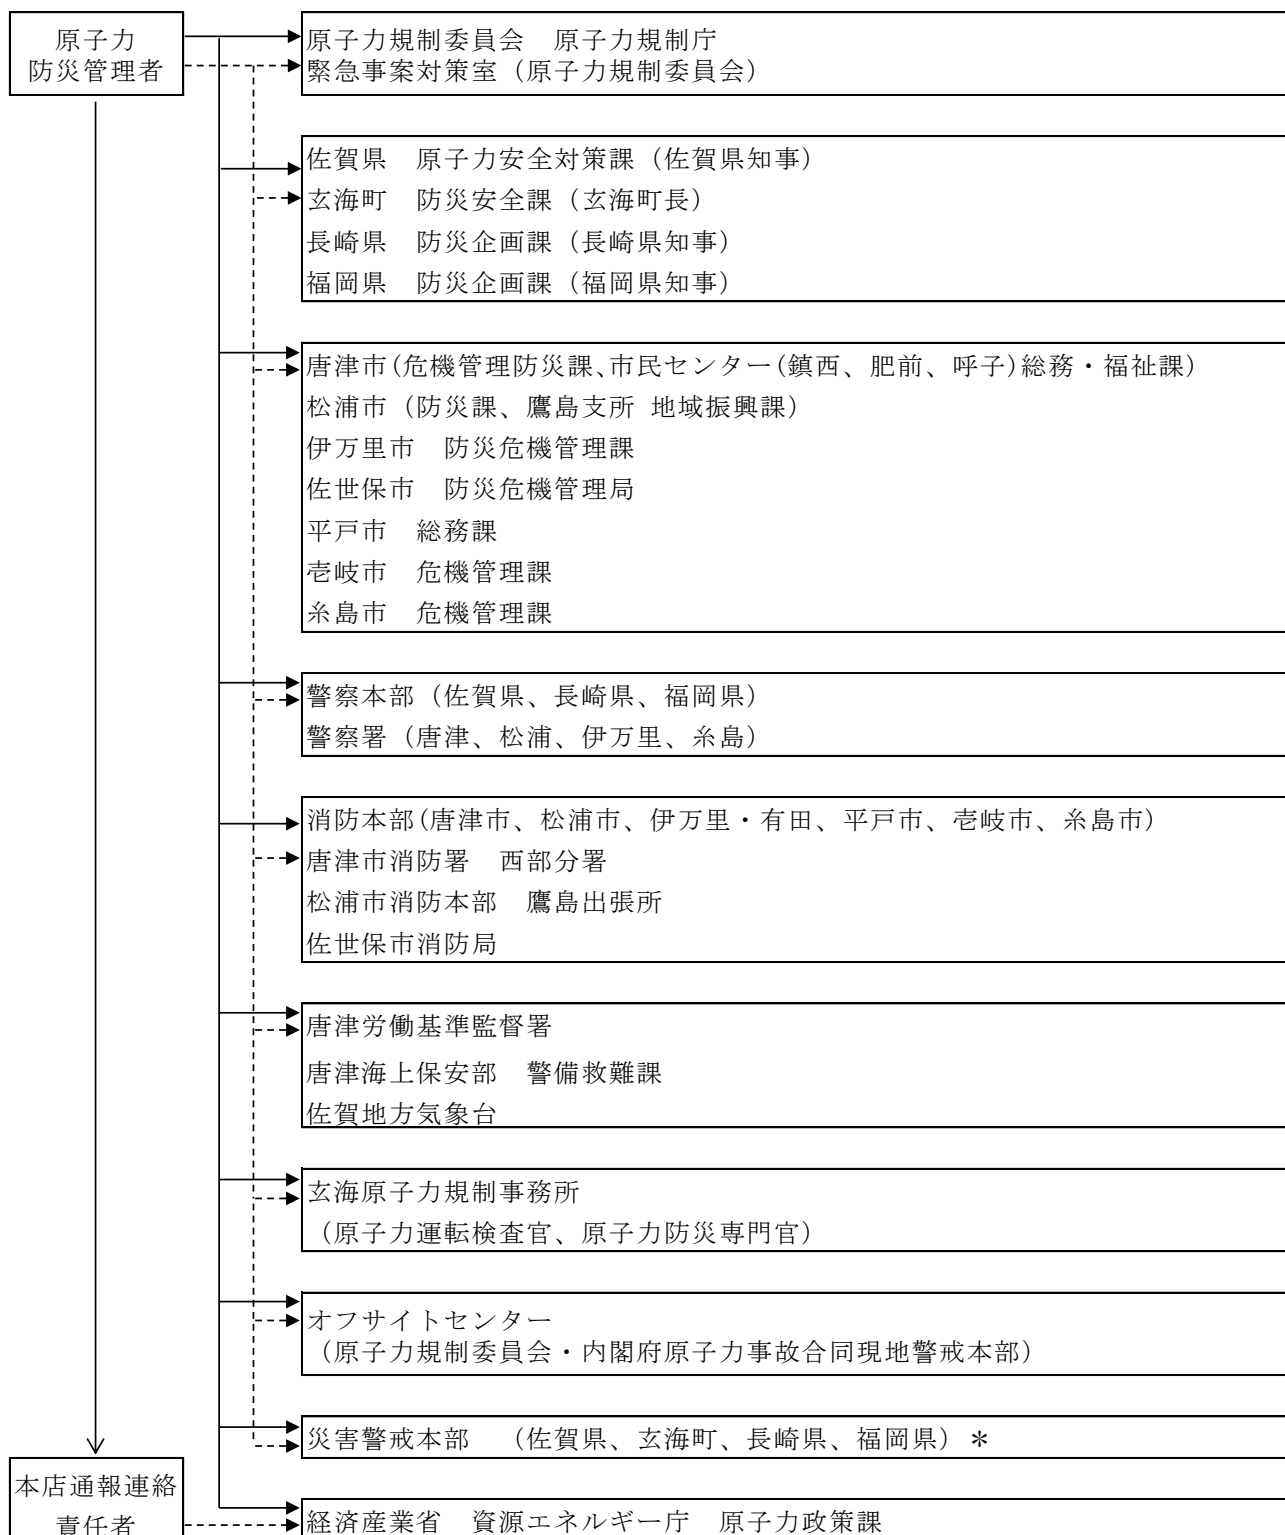 原子力
防災管理者
原子力規制委員会　原子力規制庁
緊急事案対策室（原子力規制委員会）
佐賀県　原子力安全対策課（佐賀県知事）
玄海町　防災安全課（玄海町長）
長崎県　防災企画課（長崎県知事）
福岡県　防災企画課（福岡県知事）
唐津市(危機管理防災課、市民センター(鎮西、肥前、呼子)総務・福祉課)
松浦市（防災課、鷹島支所 地域振興課）
伊万里市　防災危機管理課
佐世保市　防災危機管理局
平戸市　総務課
壱岐市　危機管理課
糸島市　危機管理課
警察本部（佐賀県、長崎県、福岡県）
警察署（唐津、松浦、伊万里、糸島）
消防本部(唐津市、松浦市、伊万里・有田、平戸市、壱岐市、糸島市)
唐津市消防署　西部分署
松浦市消防本部　鷹島出張所
佐世保市消防局
唐津労働基準監督署
唐津海上保安部　警備救難課
佐賀地方気象台
玄海原子力規制事務所
（原子力運転検査官、原子力防災専門官）
オフサイトセンター
（原子力規制委員会・内閣府原子力事故合同現地警戒本部）
災害警戒本部　（佐賀県、玄海町、長崎県、福岡県）＊
本店通報連絡
責任者
経済産業省　資源エネルギー庁　原子力政策課